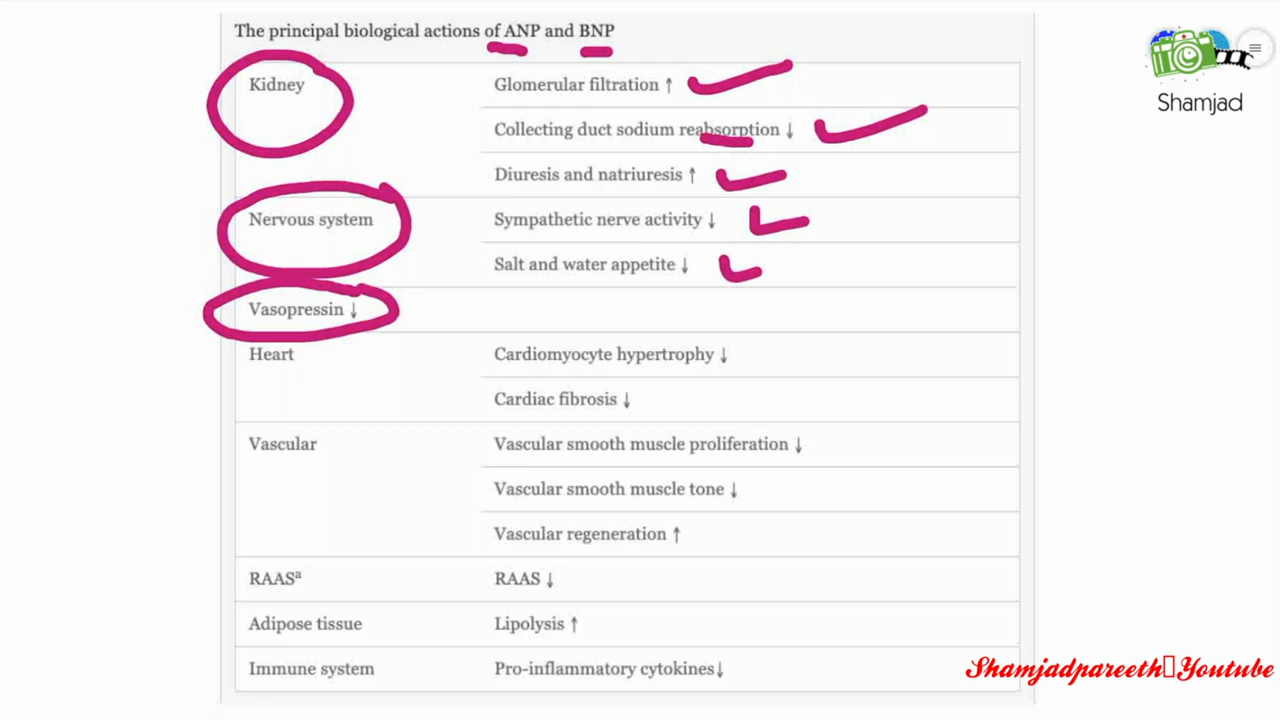 The principal biological actions of ANP and BNP
Shamjad
Kidney
Glomerular filtration ↑
Collecting duct sodium reabsorption ↓
Diuresis and natriuresis ↑
Nervous system
Sympathetic nerve activity ↓
Salt and water appetite ↓
Vasopressin ↓
Heart
Cardiomyocyte hypertrophy ↓
Cardiac fibrosis ↓
Vascular
Vascular smooth muscle proliferation ↓
Vascular smooth muscle tone ↓
Vascular regeneration ↑
RAASᵃ
RAAS ↓
Adipose tissue
Lipolysis ↑
Immune system
Pro-inflammatory cytokines↓
Shamjadpareeth▯Youtube